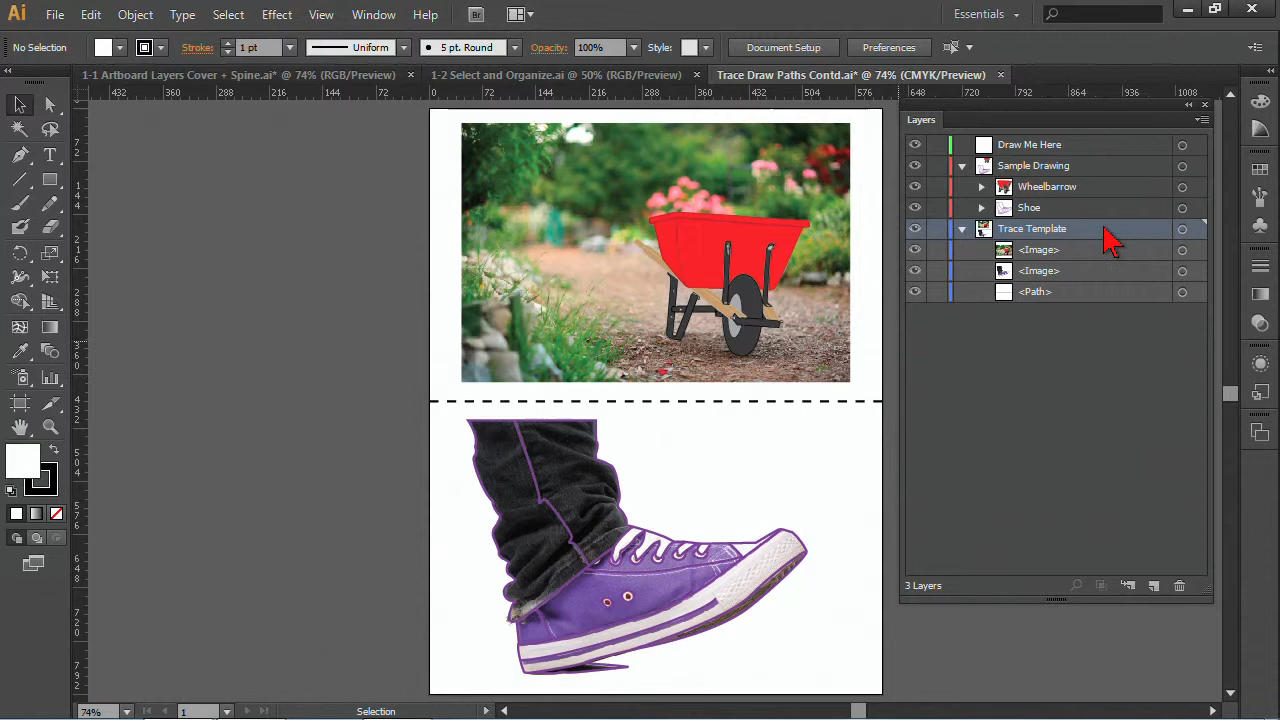 Ai File Edit Object Type Select Effect View Window Help Br Essentials
No Selection Stroke: 1 pt Uniform 5 pt. Round Opacity: 100% Style: Document Setup Preferences
1-1 Artboard Layers Cover + Spine.ai* @ 74% (RGB/Preview) × 1-2 Select and Organize.ai @ 50% (RGB/Preview) × Trace Draw Paths Contd.ai* @ 74% (CMYK/Preview) ×
432 360 288 216 144 72 0 72 144 216 288 360 432 504 576 648 720 792 864 936 1008
Layers
Draw Me Here
Sample Drawing
Wheelbarrow
Shoe
Trace Template
<Image>
<Image>
<Path>
3 Layers
74% 1 Selection